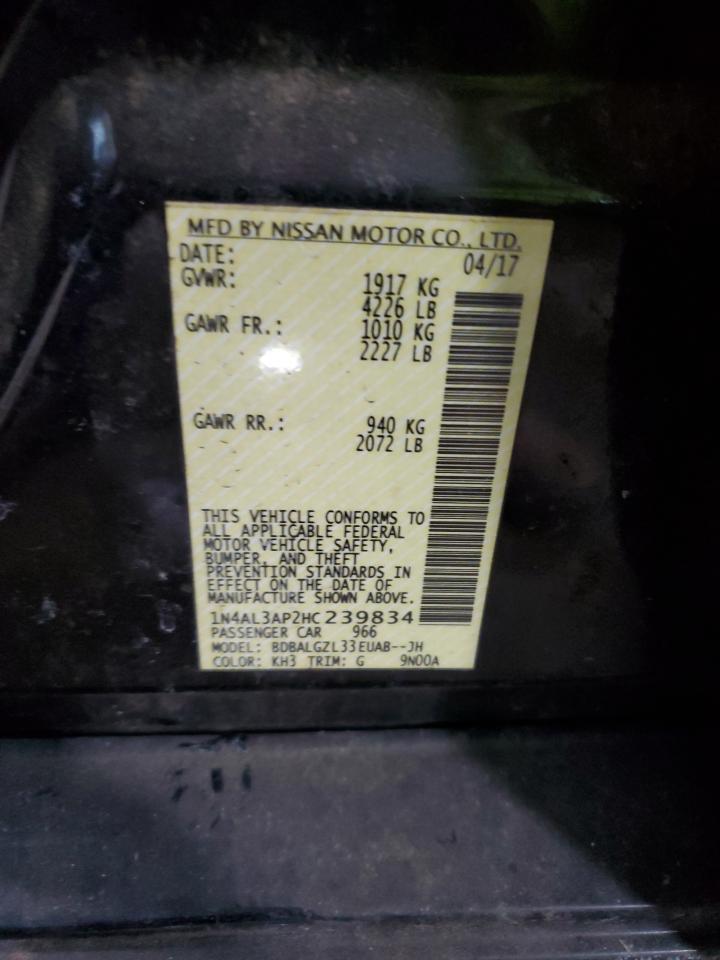 MFD BY NISSAN MOTOR CO., LTD.
DATE: 04/17
GVWR: 1917 KG
4226 LB
GAWR FR.: 1010 KG
2227 LB
GAWR RR.: 940 KG
2072 LB
THIS VEHICLE CONFORMS TO
ALL APPLICABLE FEDERAL
MOTOR VEHICLE SAFETY,
BUMPER, AND THEFT
PREVENTION STANDARDS IN
EFFECT ON THE DATE OF
MANUFACTURE SHOWN ABOVE.
1N4AL3AP2HC239834
PASSENGER CAR 966
MODEL: BDBALGZL33EUAB--JH
COLOR: KH3 TRIM: G 9N00A